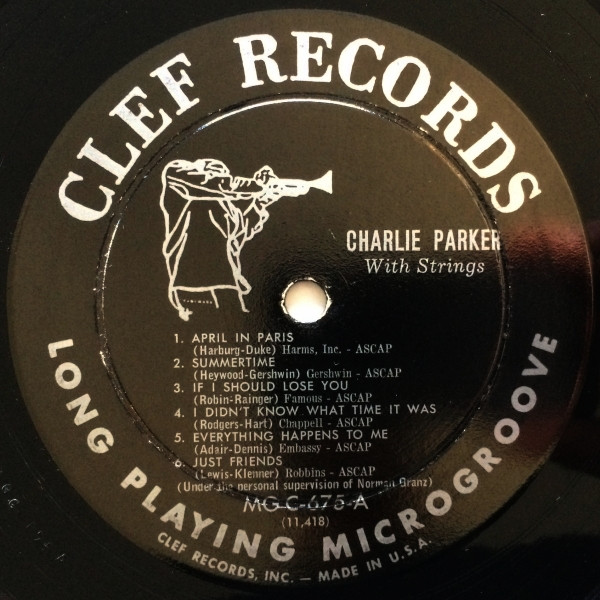 CLEF RECORDS
CHARLIE PARKER
With Strings
1. APRIL IN PARIS
(Harburg-Duke) Harms, Inc. - ASCAP
2. SUMMERTIME
(Heywood-Gershwin) Gershwin - ASCAP
3. IF I SHOULD LOSE YOU
(Robin-Rainger) Famous - ASCAP
4. I DIDN'T KNOW WHAT TIME IT WAS
(Rodgers-Hart) Chappell - ASCAP
5. EVERYTHING HAPPENS TO ME
(Adair-Dennis) Embassy - ASCAP
6. JUST FRIENDS
(Lewis-Klenner) Robbins - ASCAP
(Under the personal supervision of Norman Granz)
MG C-675-A
(11,418)
LONG PLAYING MICROGROOVE
CLEF RECORDS, INC. — MADE IN U.S.A.